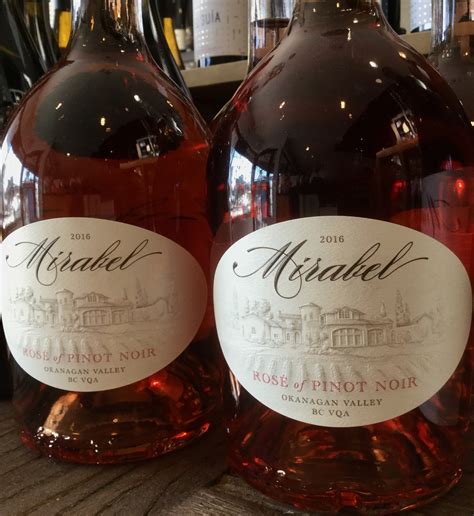 GUÍA
2016
Mirabel
ROSÉ of PINOT NOIR
OKANAGAN VALLEY
BC VQA
2016
Mirabel
ROSÉ of PINOT NOIR
OKANAGAN VALLEY
BC VQA